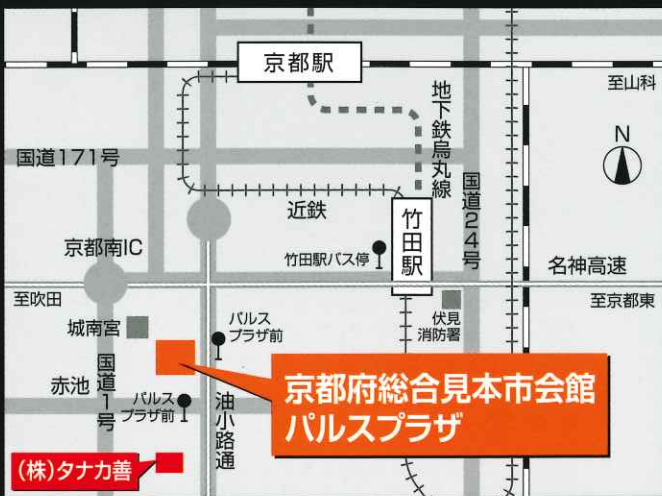 京都駅
至山科
地下鉄烏丸線
N
国道171号
国道24号
近鉄
竹田駅
京都南IC
竹田駅バス停
名神高速
至吹田
至京都東
城南宮
パルス
プラザ前
伏見
消防署
国道1号
赤池
パルス
プラザ前
油小路通
京都府総合見本市会館
パルスプラザ
(株)タナカ善